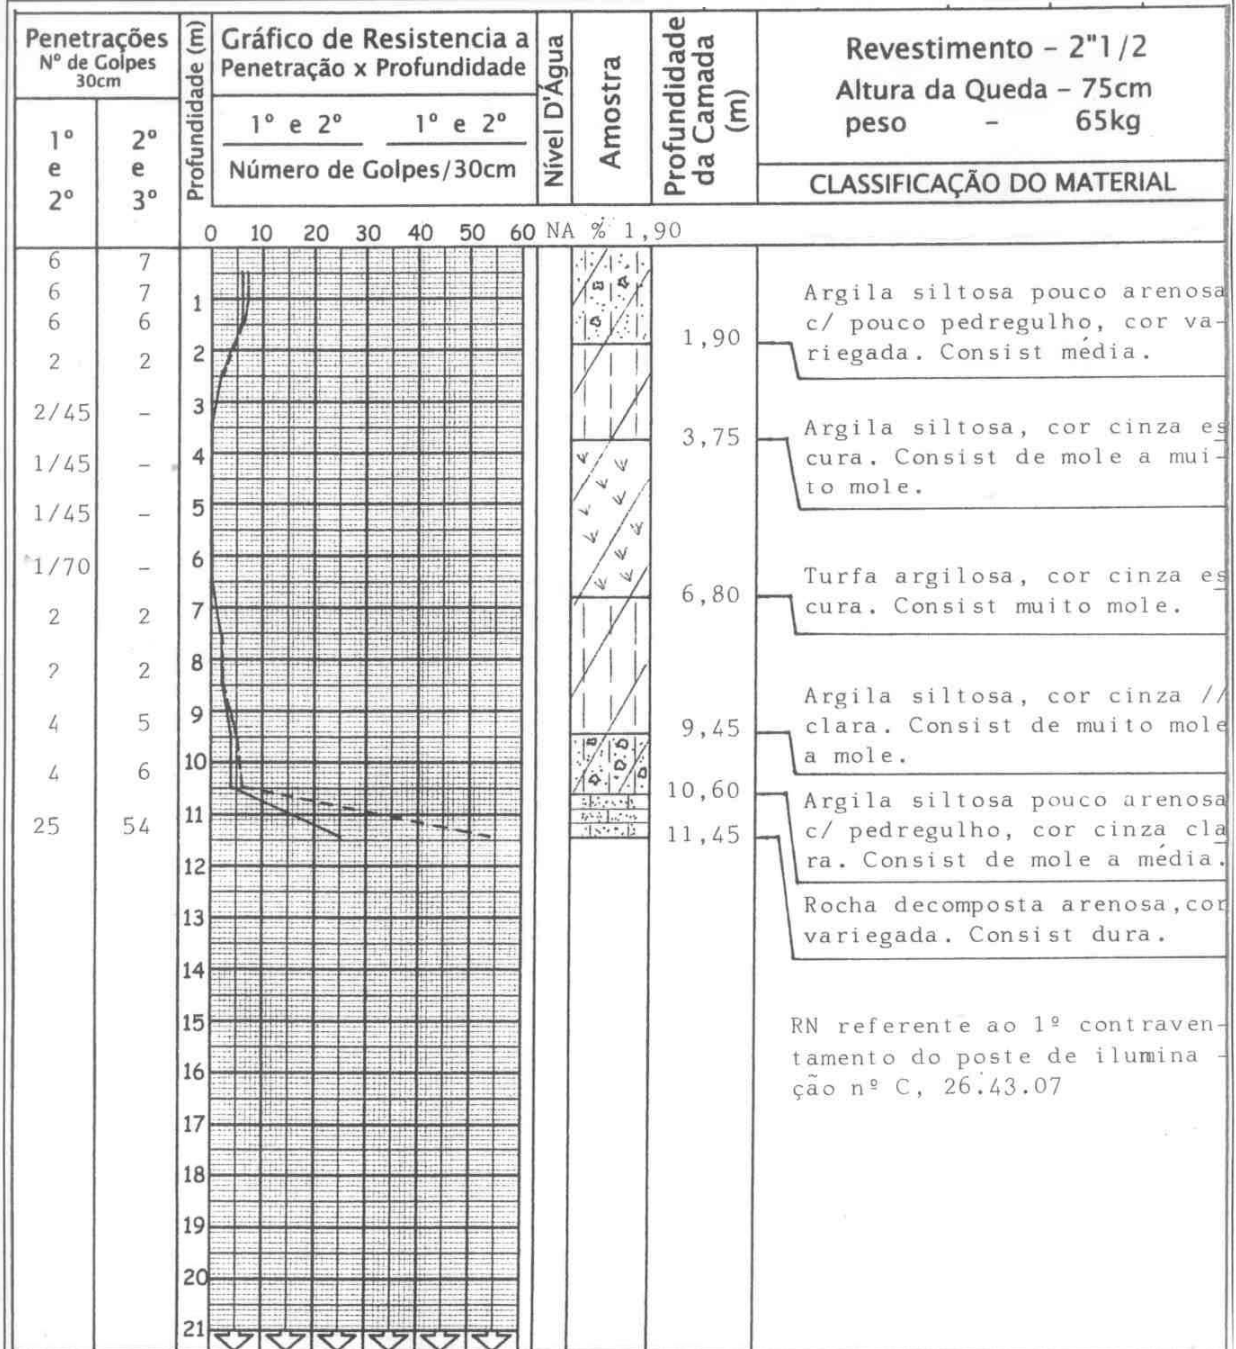 Penetrações
Nº de Golpes
30cm
1º
e
2º
2º
e
3º
Profundidade (m)
Gráfico de Resistencia a
Penetração x Profundidade
1º e 2º 1º e 2º
Número de Golpes/30cm
Nível D'Água
Amostra
Profundidade
da Camada
(m)
Revestimento – 2"1/2
Altura da Queda – 75cm
peso – 65kg
CLASSIFICAÇÃO DO MATERIAL
0 10 20 30 40 50 60
NA % 1,90
6 7
6 7
6 6
2 2
2/45 –
1/45 –
1/45 –
1/70 –
2 2
2 2
4 5
4 6
25 54
1
2
3
4
5
6
7
8
9
10
11
12
13
14
15
16
17
18
19
20
21
1,90
3,75
6,80
9,45
10,60
11,45
Argila siltosa pouco arenosa
c/ pouco pedregulho, cor va-
riegada. Consist média.
Argila siltosa, cor cinza es
cura. Consist de mole a mui-
to mole.
Turfa argilosa, cor cinza es
cura. Consist muito mole.
Argila siltosa, cor cinza //
clara. Consist de muito mole
a mole.
Argila siltosa pouco arenosa
c/ pedregulho, cor cinza cla
ra. Consist de mole a média.
Rocha decomposta arenosa,cor
variegada. Consist dura.
RN referente ao 1º contraven-
tamento do poste de ilumina -
ção nº C, 26.43.07